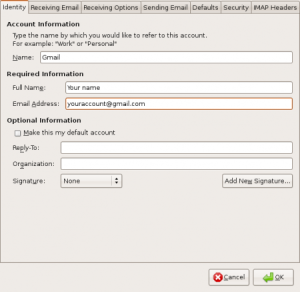 Identity Receiving Email Receiving Options Sending Email Defaults Security IMAP Headers
Account Information
Type the name by which you would like to refer to this account.
For example: "Work" or "Personal"
Name: Gmail
Required Information
Full Name: Your name
Email Address: youraccount@gmail.com
Optional Information
Make this my default account
Reply-To:
Organization:
Signature: None Add New Signature...
Cancel OK